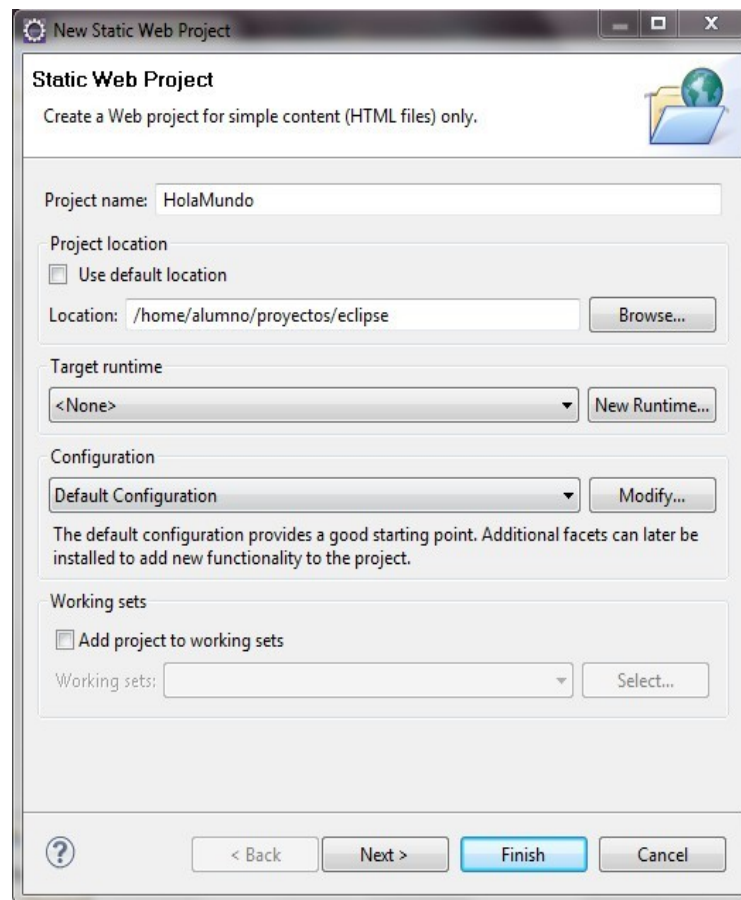 New Static Web Project
Static Web Project
Create a Web project for simple content (HTML files) only.
Project name: HolaMundo
Project location
Use default location
Location: /home/alumno/proyectos/eclipse Browse...
Target runtime
<None> New Runtime...
Configuration
Default Configuration Modify...
The default configuration provides a good starting point. Additional facets can later be
installed to add new functionality to the project.
Working sets
Add project to working sets
Working sets: Select...
< Back Next > Finish Cancel